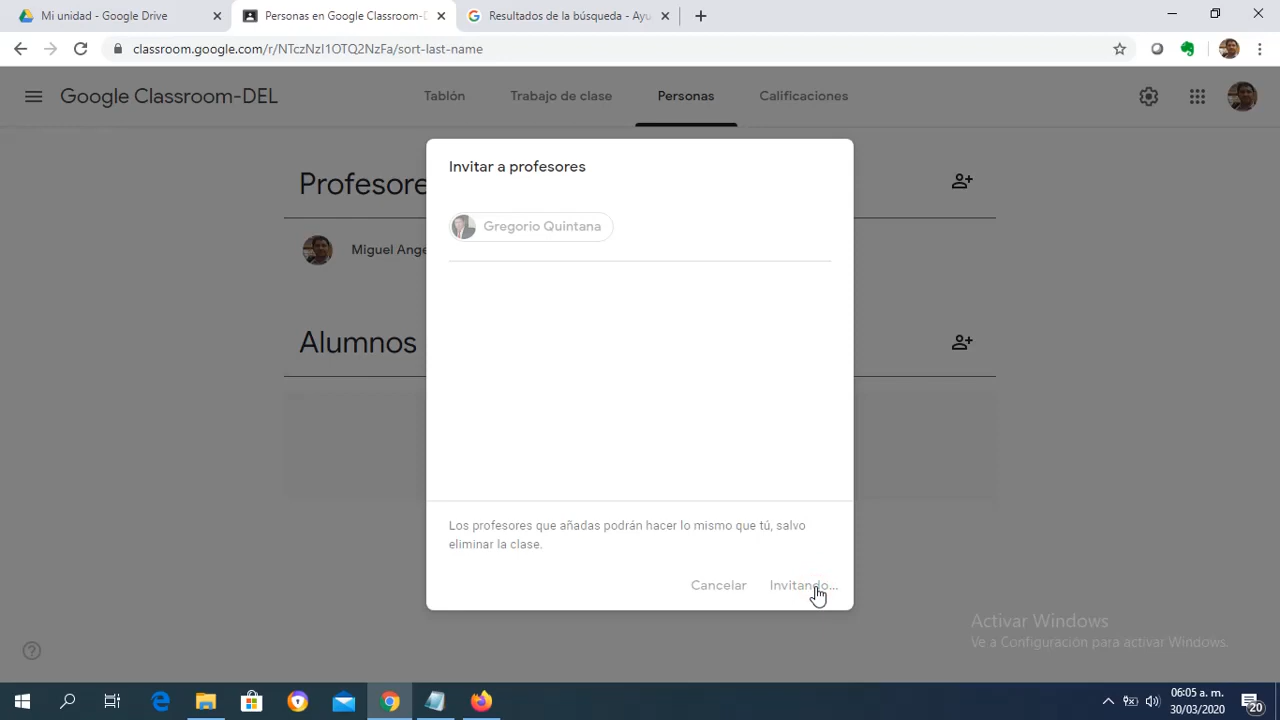 Mi unidad - Google Drive
Personas en Google Classroom-D
Resultados de la búsqueda - Ayu
classroom.google.com/r/NTczNzI1OTQ2NzFa/sort-last-name
Google Classroom-DEL
Tablón
Trabajo de clase
Personas
Calificaciones
Invitar a profesores
Profesore
Gregorio Quintana
Miguel Ange
Alumnos
Los profesores que añadas podrán hacer lo mismo que tú, salvo
eliminar la clase.
Cancelar
Invitando...
Activar Windows
Ve a Configuración para activar Windows.
06:05 a. m.
30/03/2020
20